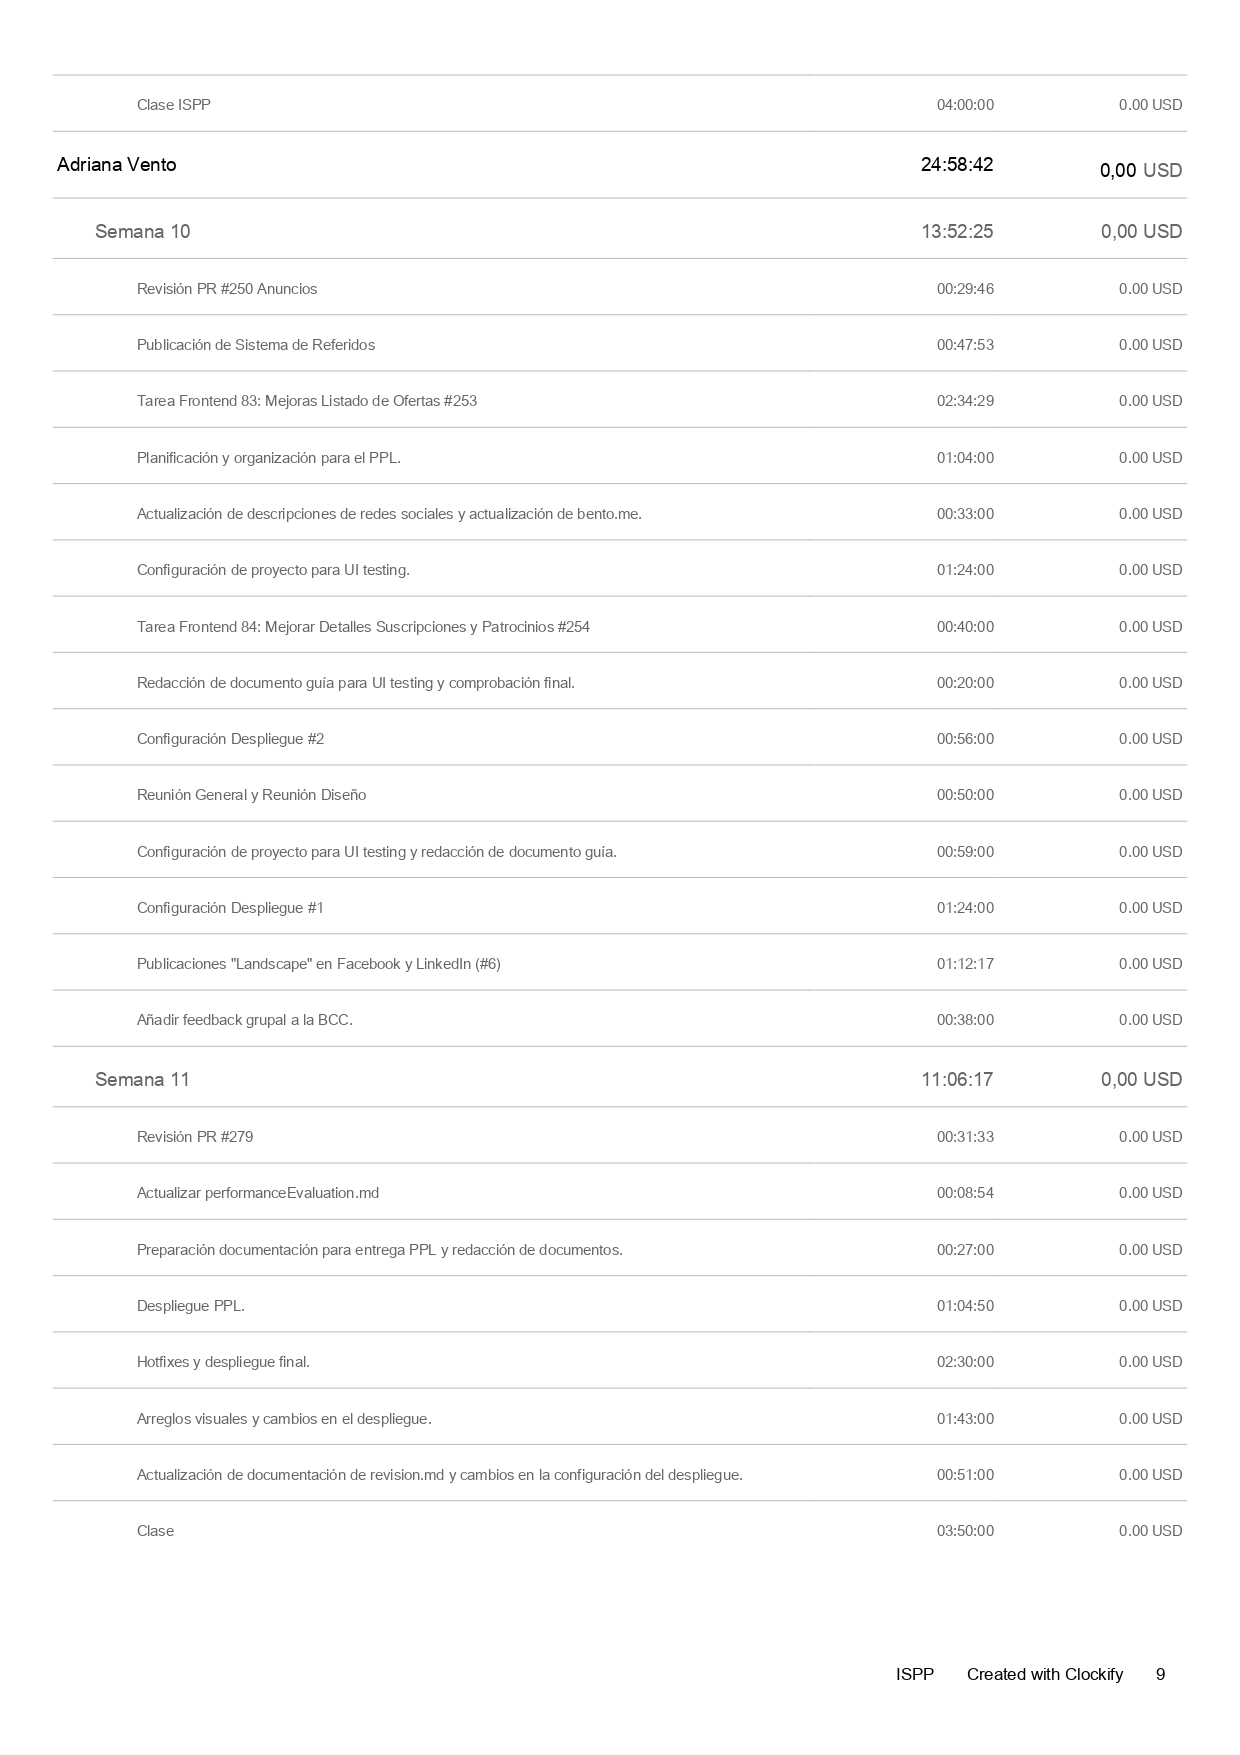 Clase ISPP 04:00:00 0.00 USD
Adriana Vento 24:58:42 0,00 USD
Semana 10 13:52:25 0,00 USD
Revisión PR #250 Anuncios 00:29:46 0.00 USD
Publicación de Sistema de Referidos 00:47:53 0.00 USD
Tarea Frontend 83: Mejoras Listado de Ofertas #253 02:34:29 0.00 USD
Planificación y organización para el PPL. 01:04:00 0.00 USD
Actualización de descripciones de redes sociales y actualización de bento.me. 00:33:00 0.00 USD
Configuración de proyecto para UI testing. 01:24:00 0.00 USD
Tarea Frontend 84: Mejorar Detalles Suscripciones y Patrocinios #254 00:40:00 0.00 USD
Redacción de documento guía para UI testing y comprobación final. 00:20:00 0.00 USD
Configuración Despliegue #2 00:56:00 0.00 USD
Reunión General y Reunión Diseño 00:50:00 0.00 USD
Configuración de proyecto para UI testing y redacción de documento guía. 00:59:00 0.00 USD
Configuración Despliegue #1 01:24:00 0.00 USD
Publicaciones "Landscape" en Facebook y LinkedIn (#6) 01:12:17 0.00 USD
Añadir feedback grupal a la BCC. 00:38:00 0.00 USD
Semana 11 11:06:17 0,00 USD
Revisión PR #279 00:31:33 0.00 USD
Actualizar performanceEvaluation.md 00:08:54 0.00 USD
Preparación documentación para entrega PPL y redacción de documentos. 00:27:00 0.00 USD
Despliegue PPL. 01:04:50 0.00 USD
Hotfixes y despliegue final. 02:30:00 0.00 USD
Arreglos visuales y cambios en el despliegue. 01:43:00 0.00 USD
Actualización de documentación de revision.md y cambios en la configuración del despliegue. 00:51:00 0.00 USD
Clase 03:50:00 0.00 USD
ISPP Created with Clockify 9